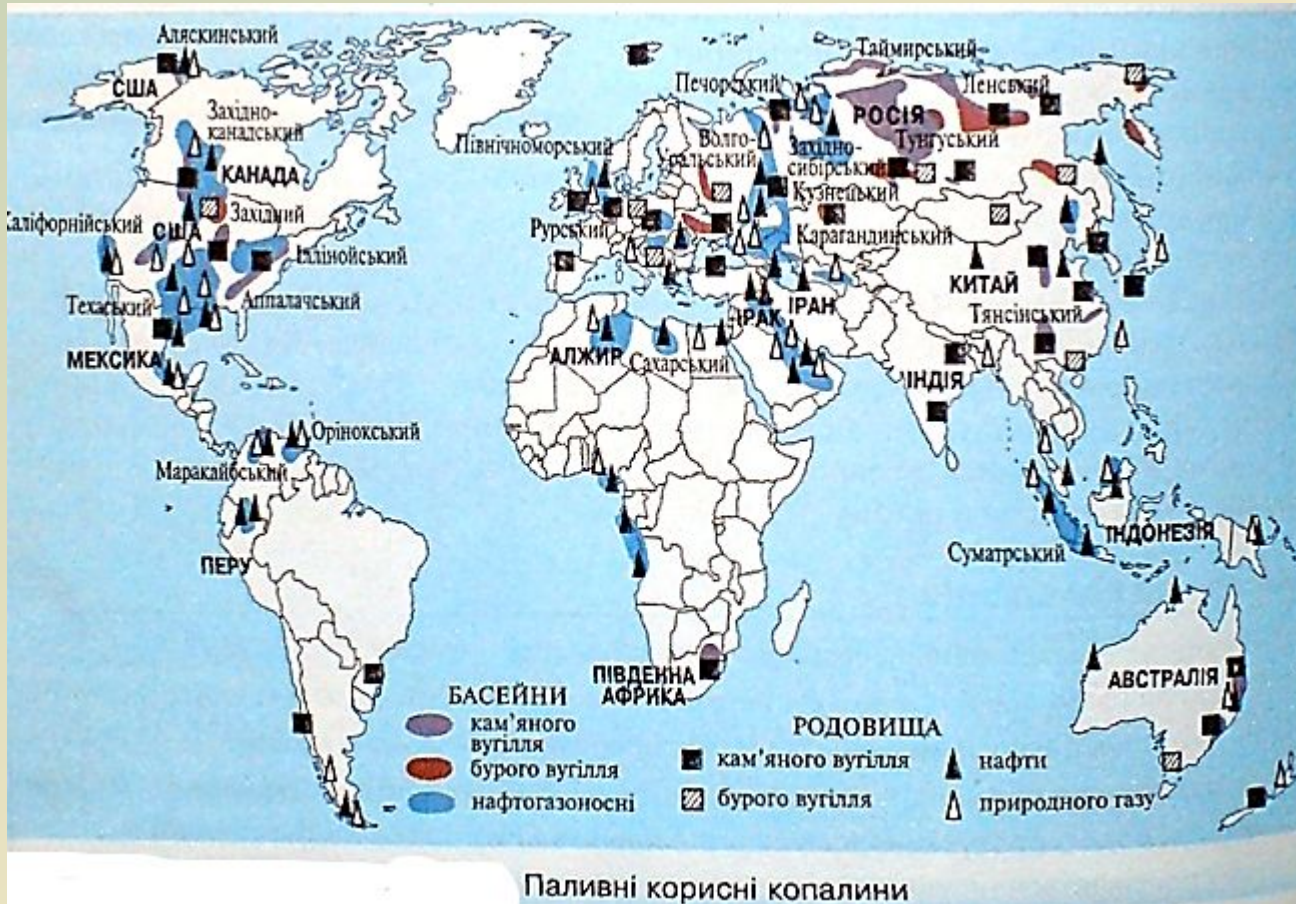 Аляскинський
США
Західно-
канадський
КАНАДА
Каліфорнійський
США
Західний
Іллінойський
Техаський
Аппалачський
МЕКСИКА
Орінокський
Маракайбський
ПЕРУ
Північноморський
Рурський
Печорський
Волго-
Уральський
Таймирський
Ленський
РОСІЯ
Тунгуський
Західно-
сибірський
Кузнецький
Карагандинський
КИТАЙ
Тянсінський
ІРАК
ІРАН
АЛЖИР
Сахарський
ІНДІЯ
ІНДОНЕЗІЯ
Суматрський
АВСТРАЛІЯ
ПІВДЕННА
АФРИКА
БАСЕЙНИ
кам’яного
вугілля
бурого вугілля
нафтогазоносні
РОДОВИЩА
кам’яного вугілля
бурого вугілля
нафти
природного газу
Паливні корисні копалини